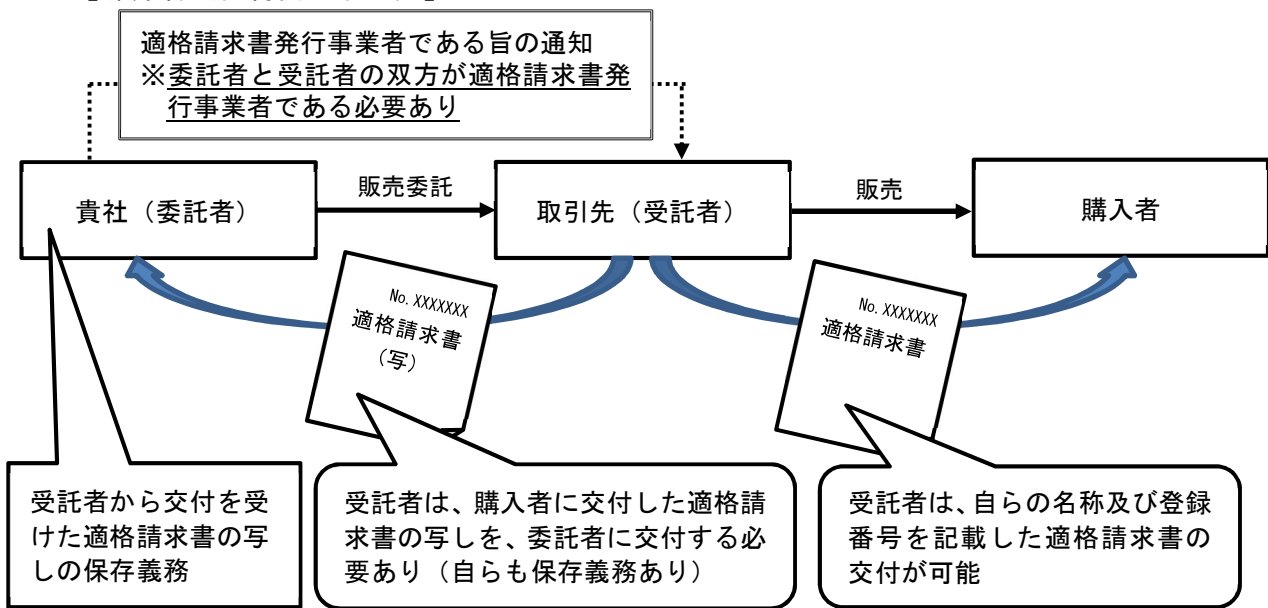 適格請求書発行事業者である旨の通知
※委託者と受託者の双方が適格請求書発
行事業者である必要あり
貴社（委託者）
販売委託
取引先（受託者）
販売
購入者
No. XXXXXXX
適格請求書
（写）
No. XXXXXXX
適格請求書
受託者から交付を受
けた適格請求書の写
しの保存義務
受託者は、購入者に交付した適格請
求書の写しを、委託者に交付する必
要あり（自らも保存義務あり）
受託者は、自らの名称及び登録
番号を記載した適格請求書の
交付が可能